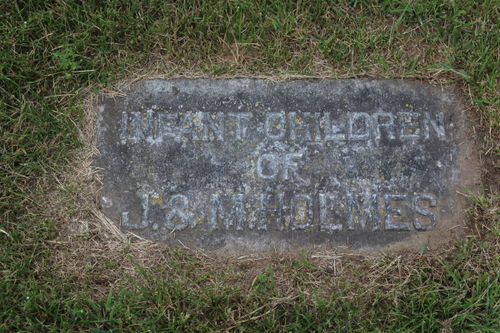 INFANT CHILDREN
OF
J. & M. HOLMES